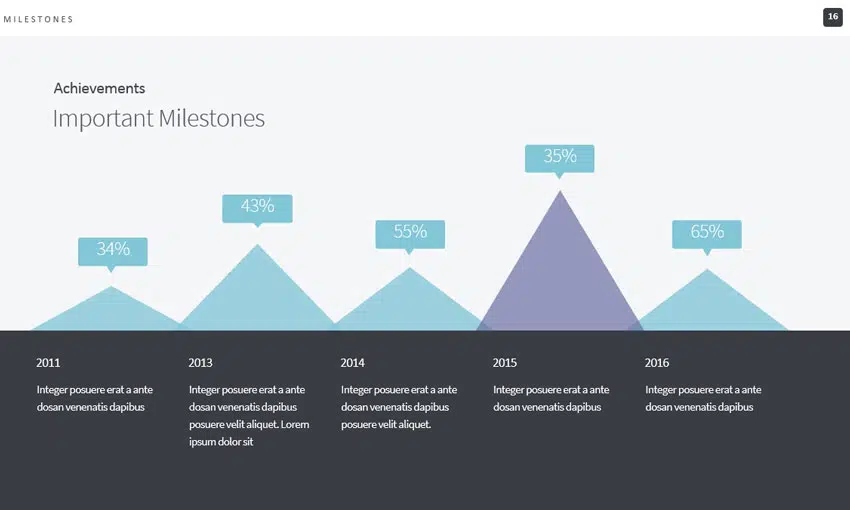 MILESTONES
16
Achievements
Important Milestones
34%
43%
55%
35%
65%
2011
Integer posuere erat a ante
dosan venenatis dapibus
2013
Integer posuere erat a ante
dosan venenatis dapibus
posuere velit aliquet. Lorem
ipsum dolor sit
2014
Integer posuere erat a ante
dosan venenatis dapibus
posuere velit aliquet.
2015
Integer posuere erat a ante
dosan venenatis dapibus
2016
Integer posuere erat a ante
dosan venenatis dapibus